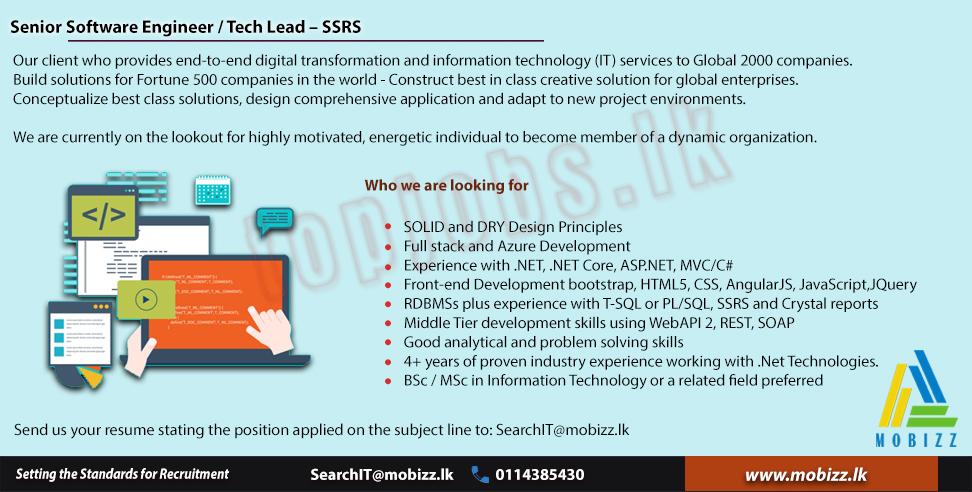 Senior Software Engineer / Tech Lead – SSRS
Our client who provides end-to-end digital transformation and information technology (IT) services to Global 2000 companies.
Build solutions for Fortune 500 companies in the world - Construct best in class creative solution for global enterprises.
Conceptualize best class solutions, design comprehensive application and adapt to new project environments.
We are currently on the lookout for highly motivated, energetic individual to become member of a dynamic organization.
topjobs.lk
</>
Who we are looking for
• SOLID and DRY Design Principles
• Full stack and Azure Development
• Experience with .NET, .NET Core, ASP.NET, MVC/C#
• Front-end Development bootstrap, HTML5, CSS, AngularJS, JavaScript,JQuery
• RDBMSs plus experience with T-SQL or PL/SQL, SSRS and Crystal reports
• Middle Tier development skills using WebAPI 2, REST, SOAP
• Good analytical and problem solving skills
• 4+ years of proven industry experience working with .Net Technologies.
• BSc / MSc in Information Technology or a related field preferred
MOBIZZ
Send us your resume stating the position applied on the subject line to: SearchIT@mobizz.lk
Setting the Standards for Recruitment SearchIT@mobizz.lk 0114385430 www.mobizz.lk